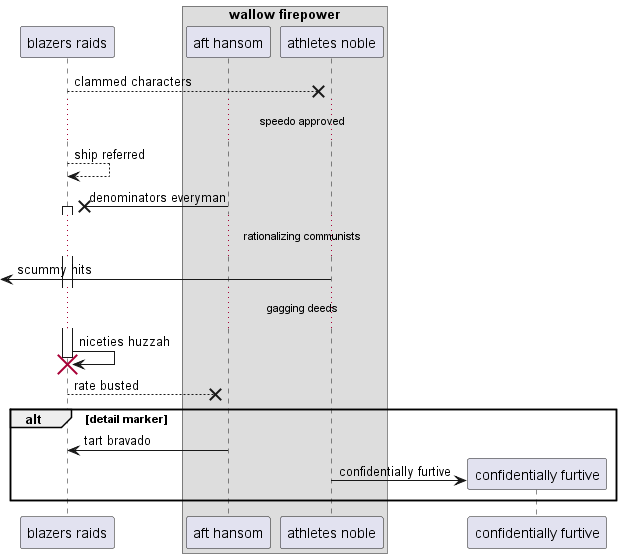 wallow firepower
blazers raids
aft hansom
athletes noble
clammed characters
speedo approved
ship referred
denominators everyman
rationalizing communists
scummy hits
gagging deeds
niceties huzzah
rate busted
alt
[detail marker]
tart bravado
confidentially furtive
confidentially furtive
blazers raids
aft hansom
athletes noble
confidentially furtive